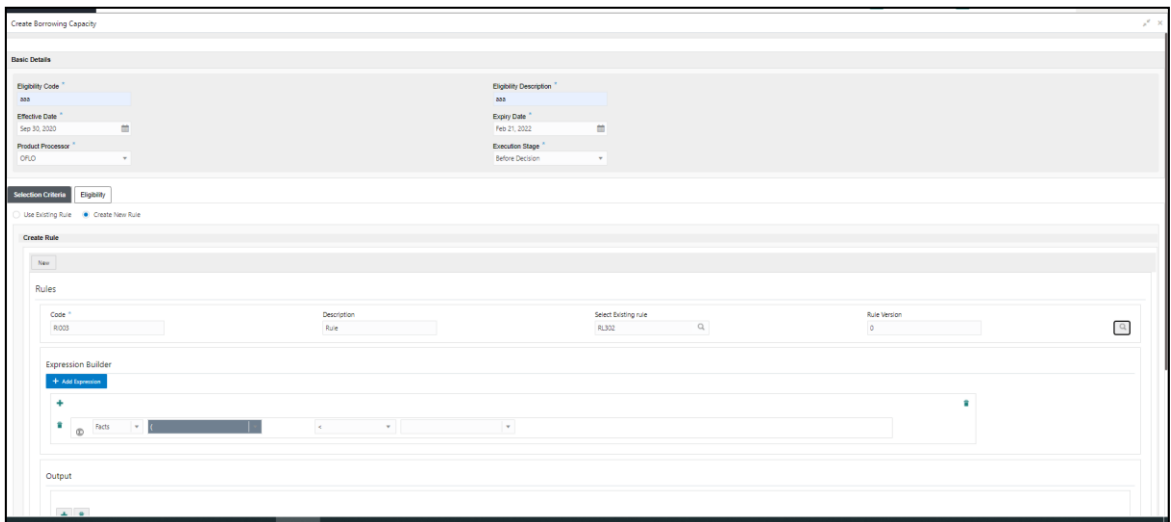 Create Borrowing Capacity
Basic Details
Eligibility Code * Eligibility Description *
aaa aaa
Effective Date * Expiry Date *
Sep 30, 2020 Feb 21, 2022
Product Processor * Execution Stage *
OFLO Before Decision
Selection Criteria Eligibility
Use Existing Rule Create New Rule
Create Rule
New
Rules
Code * Description Select Existing rule Rule Version
Rl003 Rule RL302 0
Expression Builder
+ Add Expression
Facts <
Output